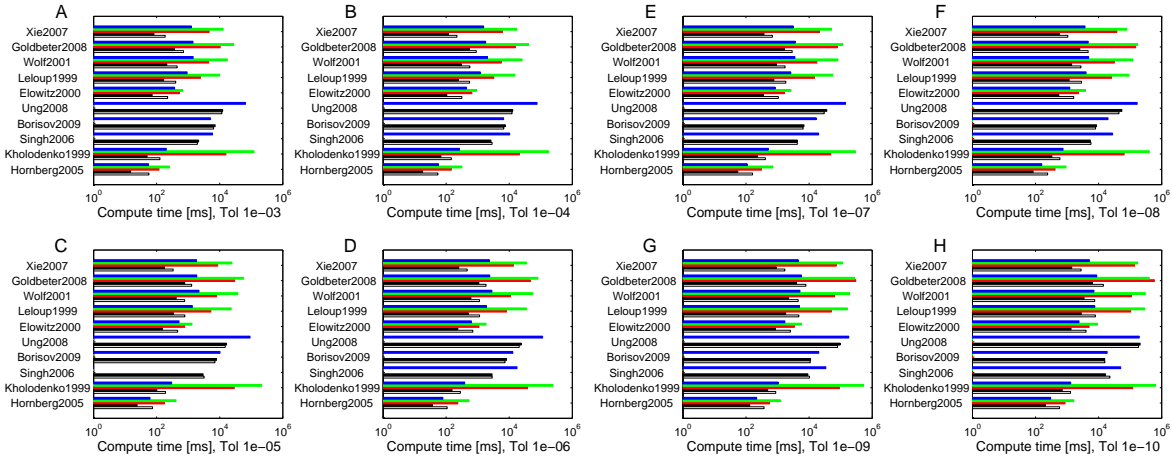 A
Xie2007
Goldbeter2008
Wolf2001
Leloup1999
Elowitz2000
Ung2008
Borisov2009
Singh2006
Kholodenko1999
Hornberg2005
10^0 10^2 10^4 10^6
Compute time [ms], Tol 1e-03
B
Xie2007
Goldbeter2008
Wolf2001
Leloup1999
Elowitz2000
Ung2008
Borisov2009
Singh2006
Kholodenko1999
Hornberg2005
10^0 10^2 10^4 10^6
Compute time [ms], Tol 1e-04
E
Xie2007
Goldbeter2008
Wolf2001
Leloup1999
Elowitz2000
Ung2008
Borisov2009
Singh2006
Kholodenko1999
Hornberg2005
10^0 10^2 10^4 10^6
Compute time [ms], Tol 1e-07
F
Xie2007
Goldbeter2008
Wolf2001
Leloup1999
Elowitz2000
Ung2008
Borisov2009
Singh2006
Kholodenko1999
Hornberg2005
10^0 10^2 10^4 10^6
Compute time [ms], Tol 1e-08
C
Xie2007
Goldbeter2008
Wolf2001
Leloup1999
Elowitz2000
Ung2008
Borisov2009
Singh2006
Kholodenko1999
Hornberg2005
10^0 10^2 10^4 10^6
Compute time [ms], Tol 1e-05
D
Xie2007
Goldbeter2008
Wolf2001
Leloup1999
Elowitz2000
Ung2008
Borisov2009
Singh2006
Kholodenko1999
Hornberg2005
10^0 10^2 10^4 10^6
Compute time [ms], Tol 1e-06
G
Xie2007
Goldbeter2008
Wolf2001
Leloup1999
Elowitz2000
Ung2008
Borisov2009
Singh2006
Kholodenko1999
Hornberg2005
10^0 10^2 10^4 10^6
Compute time [ms], Tol 1e-09
H
Xie2007
Goldbeter2008
Wolf2001
Leloup1999
Elowitz2000
Ung2008
Borisov2009
Singh2006
Kholodenko1999
Hornberg2005
10^0 10^2 10^4 10^6
Compute time [ms], Tol 1e-10